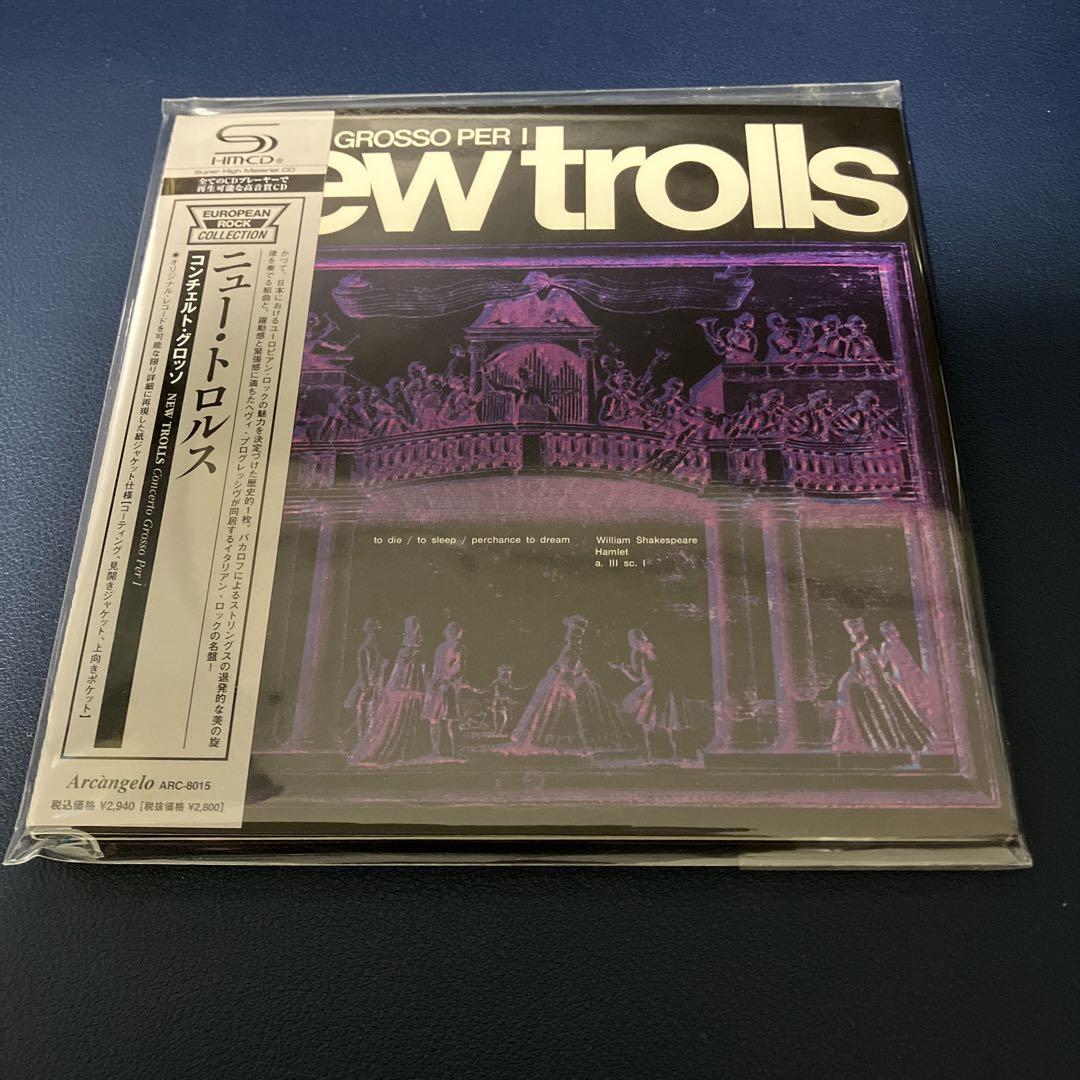 GROSSO PER I
ew trolls
SHM-CD®
Super High Material CD
全てのCDプレーヤーで
再生可能な高音質CD
EUROPEAN
ROCK
COLLECTION
かつて、日本におけるユーロピアン・ロックの魅力を決定づけた歴史的1枚。バカロフによるストリングスの退発的な美の旋
律を奏でる組曲と、躍動感と緊張感に満ちたヘヴィ・プログレッシヴが同居するイタリアン・ロックの名盤！
ニュー・トロルス
コンチェルト・グロッソ NEW TROLLS Concerto Grosso Per I
●オリジナル・レコードを可能な限り詳細に再現した紙ジャケット仕様【コーティング、見開きジャケット、上向きポケット】
Arcàngelo ARC-8015
税込価格 ¥2,940 [税抜価格 ¥2,800]
to die / to sleep / perchance to dream William Shakespeare
Hamlet
a. III sc. I